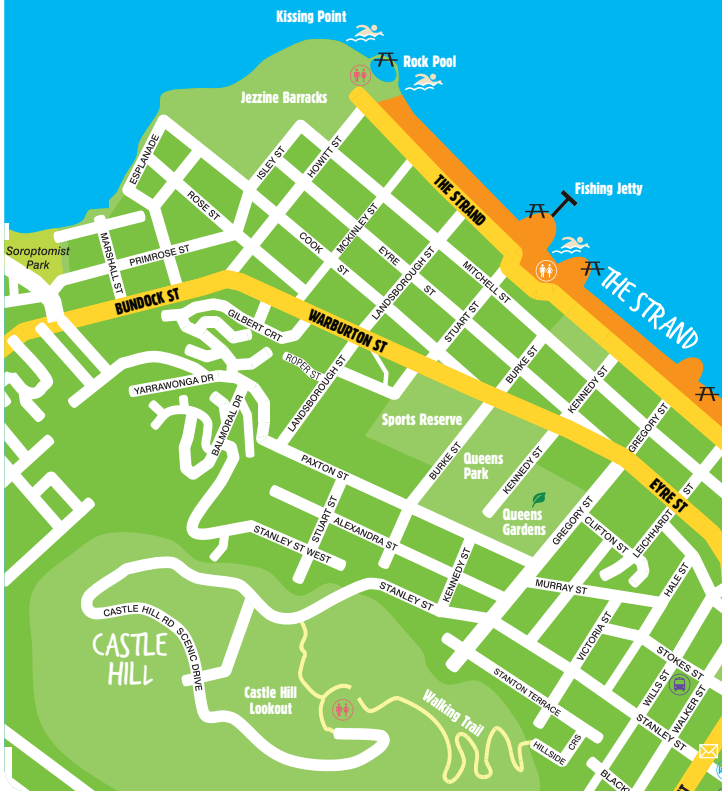 Kissing Point
Rock Pool
Jezzine Barracks
ESPLANADE
ISLEY ST
HOWITT ST
THE STRAND
Fishing Jetty
ROSE ST
MCKINLEY ST
COOK
ST
EYRE
ST
LANDSBOROUGH ST
MITCHELL ST
THE STRAND
Soroptomist
Park
MARSHALL ST
PRIMROSE ST
BUNDOCK ST
GILBERT CRT
WARBURTON ST
STUART ST
ROPER ST
LANDSBOROUGH ST
BURKE ST
KENNEDY ST
YARRAWONGA DR
BALMORAL DR
Sports Reserve
GREGORY ST
BURKE ST
Queens
Park
KENNEDY ST
EYRE ST
PAXTON ST
Queens
Gardens
GREGORY ST
CLIFTON ST
LEICHHARDT
ST
STUART ST
ALEXANDRA ST
STANLEY ST WEST
KENNEDY ST
HALE ST
MURRAY ST
STANLEY ST
CASTLE HILL RD SCENIC DRIVE
VICTORIA ST
CASTLE
HILL
STOKES ST
STANTON TERRACE
WILLS ST
WALKER ST
Castle Hill
Lookout
Walking Trail
STANLEY ST
HILLSIDE
CRS